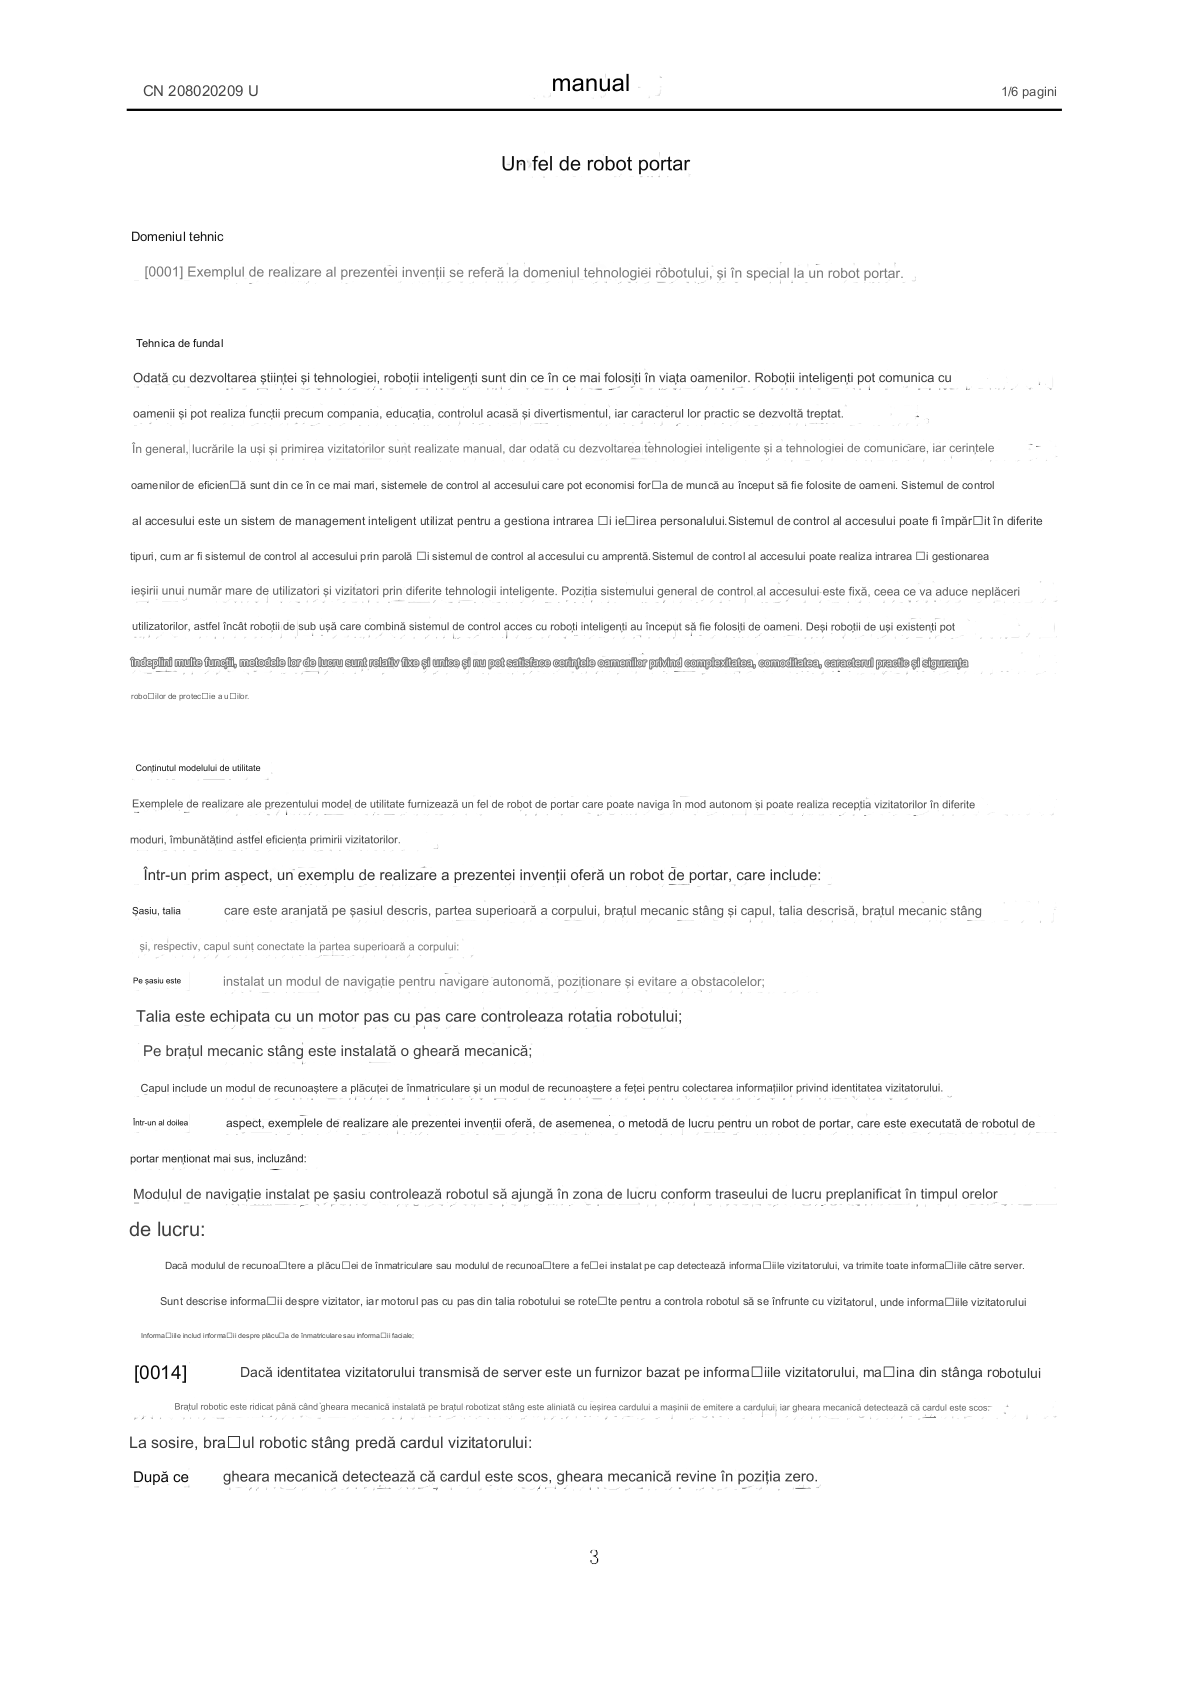 CN 208020209 U
manual
1/6 pagini
Un fel de robot portar
Domeniul tehnic
[0001] Exemplul de realizare al prezentei invenții se referă la domeniul tehnologiei robotului, și în special la un robot portar.
Tehnica de fundal
Odată cu dezvoltarea științei și tehnologiei, roboții inteligenți sunt din ce în ce mai folosiți în viața oamenilor. Roboții inteligenți pot comunica cu
oamenii și pot realiza funcții precum compania, educația, controlul acasă și divertismentul, iar caracterul lor practic se dezvoltă treptat.
În general, lucrările la uși și primirea vizitatorilor sunt realizate manual, dar odată cu dezvoltarea tehnologiei inteligente și a tehnologiei de comunicare, iar cerințele
oamenilor de eficien□ă sunt din ce în ce mai mari, sistemele de control al accesului care pot economisi for□a de muncă au început să fie folosite de oameni. Sistemul de control
al accesului este un sistem de management inteligent utilizat pentru a gestiona intrarea □i ie□irea personalului.Sistemul de control al accesului poate fi împăr□it în diferite
tipuri, cum ar fi sistemul de control al accesului prin parolă □i sistemul de control al accesului cu amprentă.Sistemul de control al accesului poate realiza intrarea □i gestionarea
ieșirii unui număr mare de utilizatori și vizitatori prin diferite tehnologii inteligente. Poziția sistemului general de control al accesului este fixă, ceea ce va aduce neplăceri
utilizatorilor, astfel încât roboții de sub ușă care combină sistemul de control acces cu roboți inteligenți au început să fie folosiți de oameni. Deși roboții de uși existenți pot
îndeplini multe funcții, metodele lor de lucru sunt relativ fixe și unice și nu pot satisface cerințele oamenilor privind complexitatea, comoditatea, caracterul practic și siguranța
robo□ilor de protec□ie a u□ilor.
Conținutul modelului de utilitate
Exemplele de realizare ale prezentului model de utilitate furnizează un fel de robot de portar care poate naviga în mod autonom și poate realiza recepția vizitatorilor în diferite
moduri, îmbunătățind astfel eficiența primirii vizitatorilor.
Într-un prim aspect, un exemplu de realizare a prezentei invenții oferă un robot de portar, care include:
Șasiu, talia care este aranjată pe șasiul descris, partea superioară a corpului, brațul mecanic stâng și capul, talia descrisă, brațul mecanic stâng
și, respectiv, capul sunt conectate la partea superioară a corpului:
Pe șasiu este instalat un modul de navigație pentru navigare autonomă, poziționare și evitare a obstacolelor;
Talia este echipata cu un motor pas cu pas care controleaza rotatia robotului;
Pe brațul mecanic stâng este instalată o gheară mecanică;
Capul include un modul de recunoaștere a plăcuței de înmatriculare și un modul de recunoaștere a feței pentru colectarea informațiilor privind identitatea vizitatorului.
Într-un al doilea aspect, exemplele de realizare ale prezentei invenții oferă, de asemenea, o metodă de lucru pentru un robot de portar, care este executată de robotul de
portar menționat mai sus, incluzând:
Modulul de navigație instalat pe șasiu controlează robotul să ajungă în zona de lucru conform traseului de lucru preplanificat în timpul orelor
de lucru:
Dacă modulul de recunoa□tere a plăcu□ei de înmatriculare sau modulul de recunoa□tere a fe□ei instalat pe cap detectează informa□iile vizitatorului, va trimite toate informa□iile către server.
Sunt descrise informa□ii despre vizitator, iar motorul pas cu pas din talia robotului se rote□te pentru a controla robotul să se înfrunte cu vizitatorul, unde informa□iile vizitatorului
Informa□iile includ informa□ii despre plăcu□a de înmatriculare sau informa□ii faciale;
[0014] Dacă identitatea vizitatorului transmisă de server este un furnizor bazat pe informa□iile vizitatorului, ma□ina din stânga robotului
Brațul robotic este ridicat până când gheara mecanică instalată pe brațul robotizat stâng este aliniată cu ieșirea cardului a mașinii de emitere a cardului, iar gheara mecanică detectează că cardul este scos:
La sosire, bra□ul robotic stâng predă cardul vizitatorului:
După ce gheara mecanică detectează că cardul este scos, gheara mecanică revine în poziția zero.
3